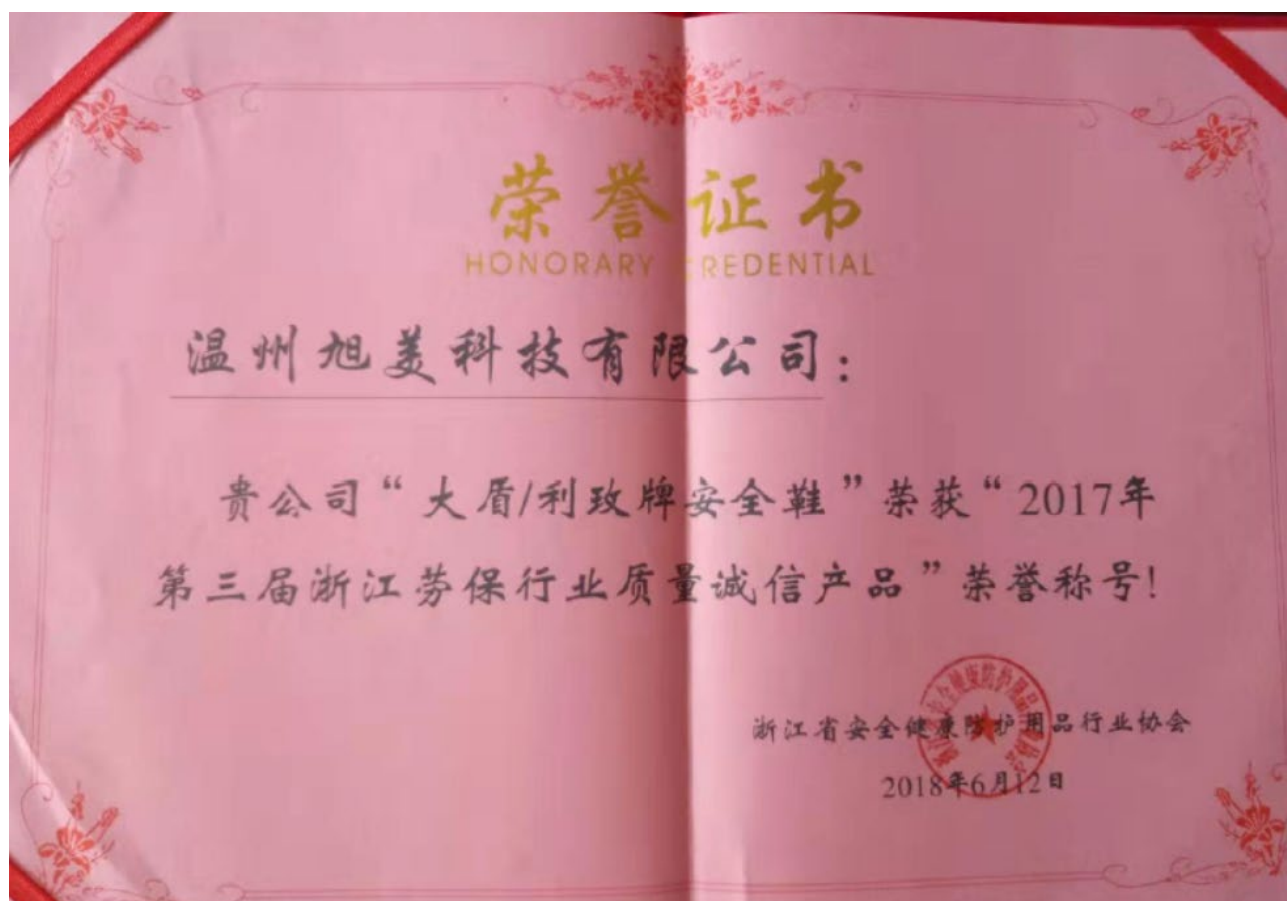 荣誉证书
HONORARY CREDENTIAL
温州旭美科技有限公司：
贵公司“大盾/利玫牌安全鞋”荣获“2017年
第三届浙江劳保行业质量诚信产品”荣誉称号!
浙江省安全健康防护用品行业协会
2018年6月12日